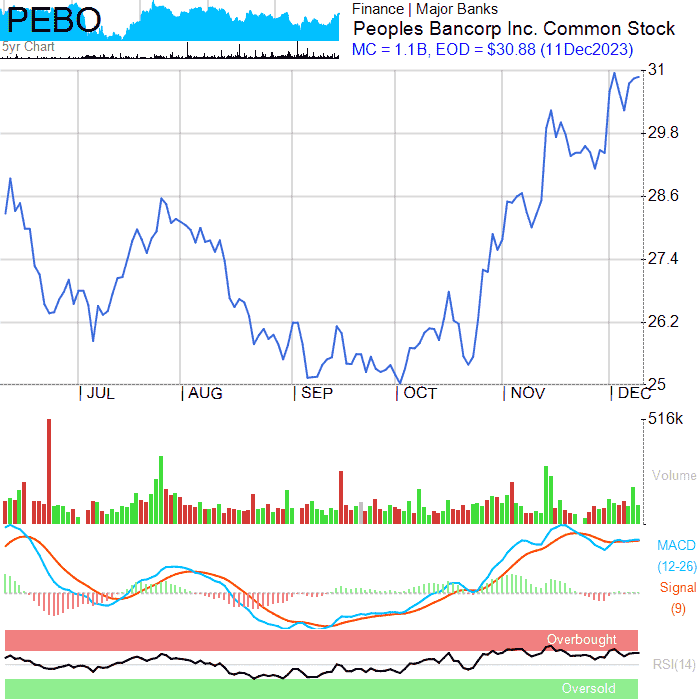 PEBO
5yr Chart
Finance | Major Banks
Peoples Bancorp Inc. Common Stock
MC = 1.1B, EOD = $30.88 (11Dec2023)
31
29.8
28.6
27.4
26.2
25
JUL
AUG
SEP
OCT
NOV
DEC
516k
Volume
MACD
(12-26)
Signal
(9)
Overbought
RSI(14)
Oversold